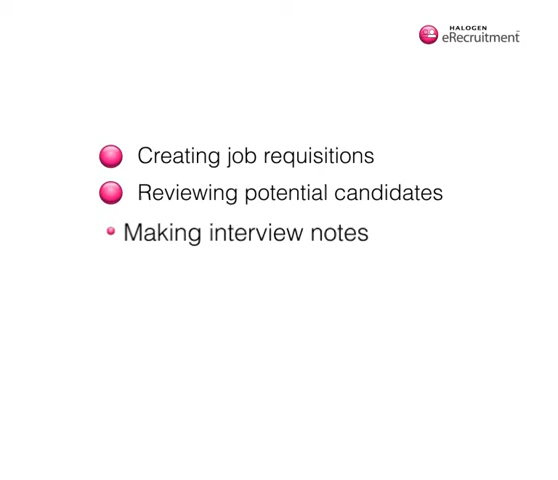 HALOGEN
eRecruitment
Creating job requisitions
Reviewing potential candidates
Making interview notes